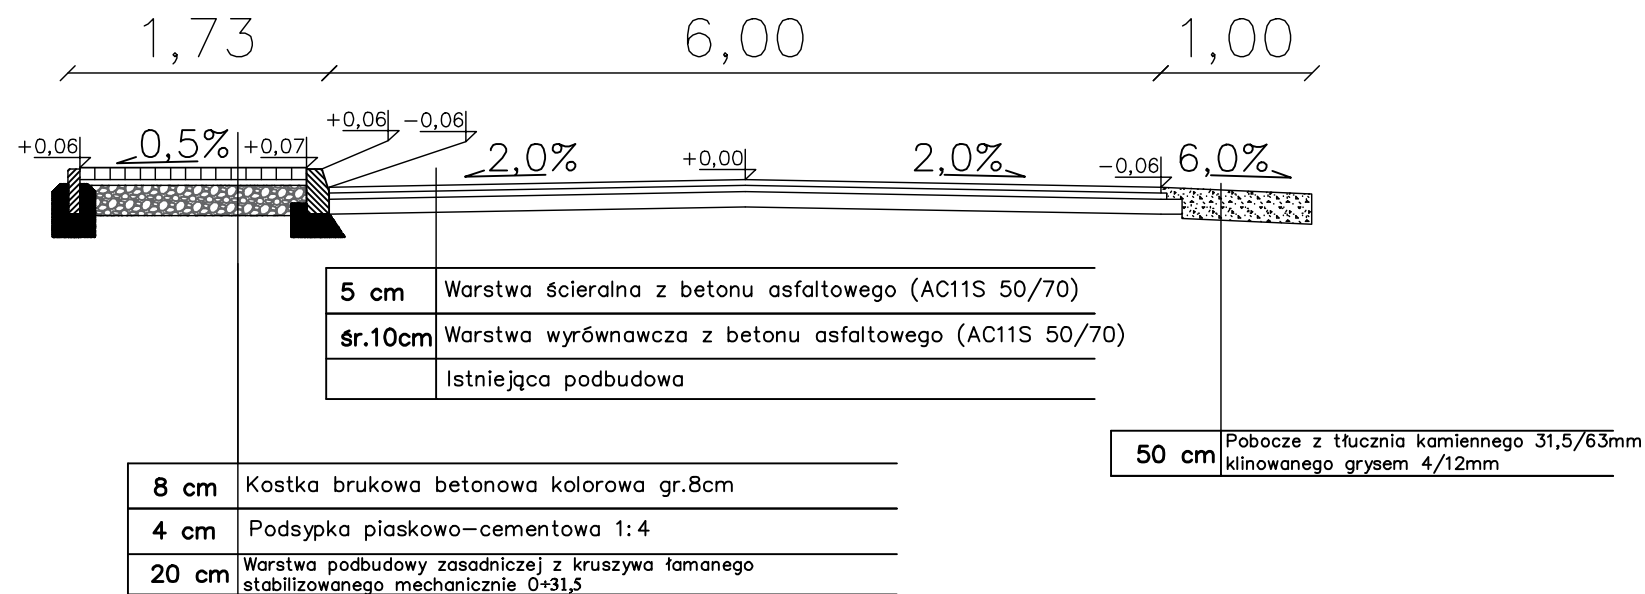 1,73
6,00
1,00
+0,06
0,5%
+0,07
+0,06
-0,06
2,0%
+0,00
2,0%
-0,06
6,0%
5 cm
Warstwa ścieralna z betonu asfaltowego (AC11S 50/70)
śr.10cm
Warstwa wyrównawcza z betonu asfaltowego (AC11S 50/70)
Istniejąca podbudowa
50 cm
Pobocze z tłucznia kamiennego 31,5/63mm
klinowanego grysem 4/12mm
8 cm
Kostka brukowa betonowa kolorowa gr.8cm
4 cm
Podsypka piaskowo-cementowa 1:4
20 cm
Warstwa podbudowy zasadniczej z kruszywa łamanego
stabilizowanego mechanicznie 0÷31,5